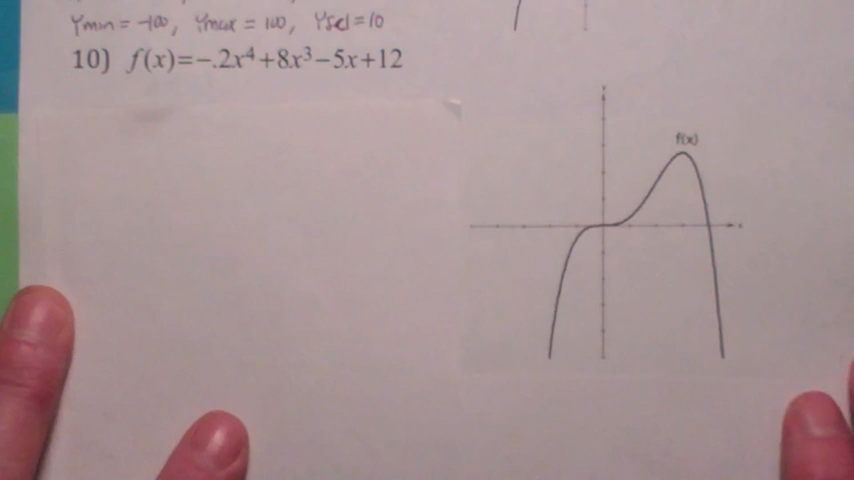 Ymin = -100, Ymax = 100, Yscl = 10
10) f(x)=-.2x⁴+8x³-5x+12
y
f(x)
x